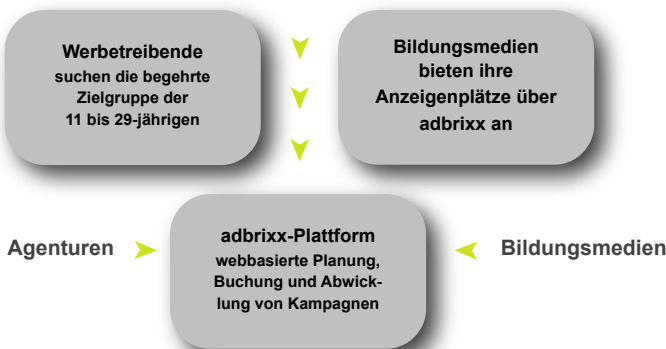 Werbetreibende
suchen die begehrte
Zielgruppe der
11 bis 29-jährigen
Bildungsmedien
bieten ihre
Anzeigenplätze über
adbrixx an
Agenturen
adbrixx-Plattform
webbasierte Planung,
Buchung und Abwick-
lung von Kampagnen
Bildungsmedien